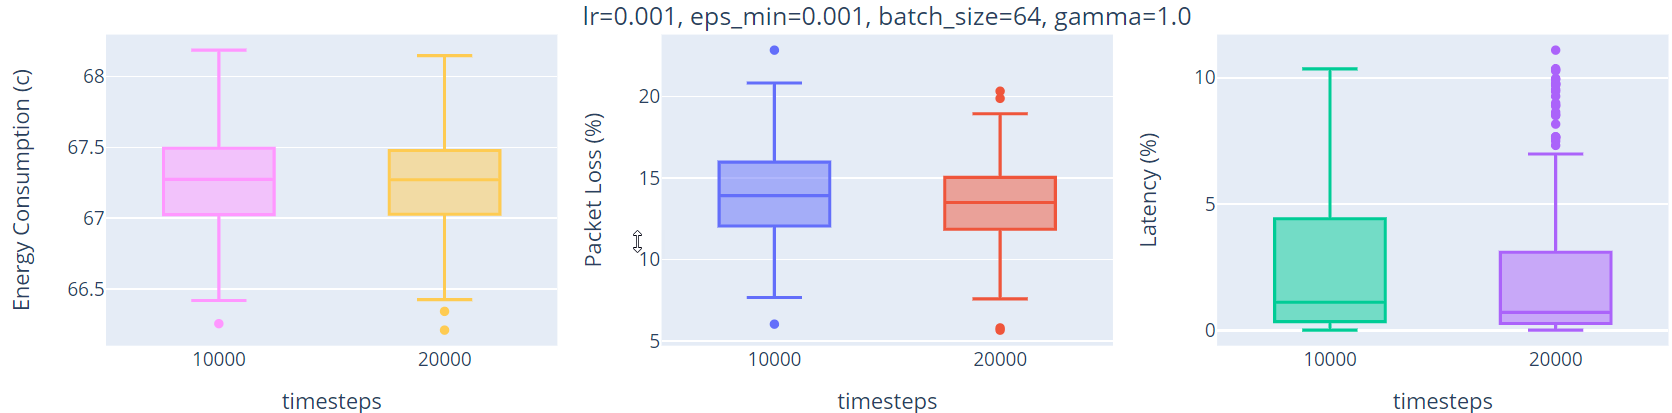 lr=0.001, eps_min=0.001, batch_size=64, gamma=1.0
Energy Consumption (c)
68
67.5
67
66.5
10000
20000
timesteps
Packet Loss (%)
20
15
10
5
10000
20000
timesteps
Latency (%)
10
5
0
10000
20000
timesteps